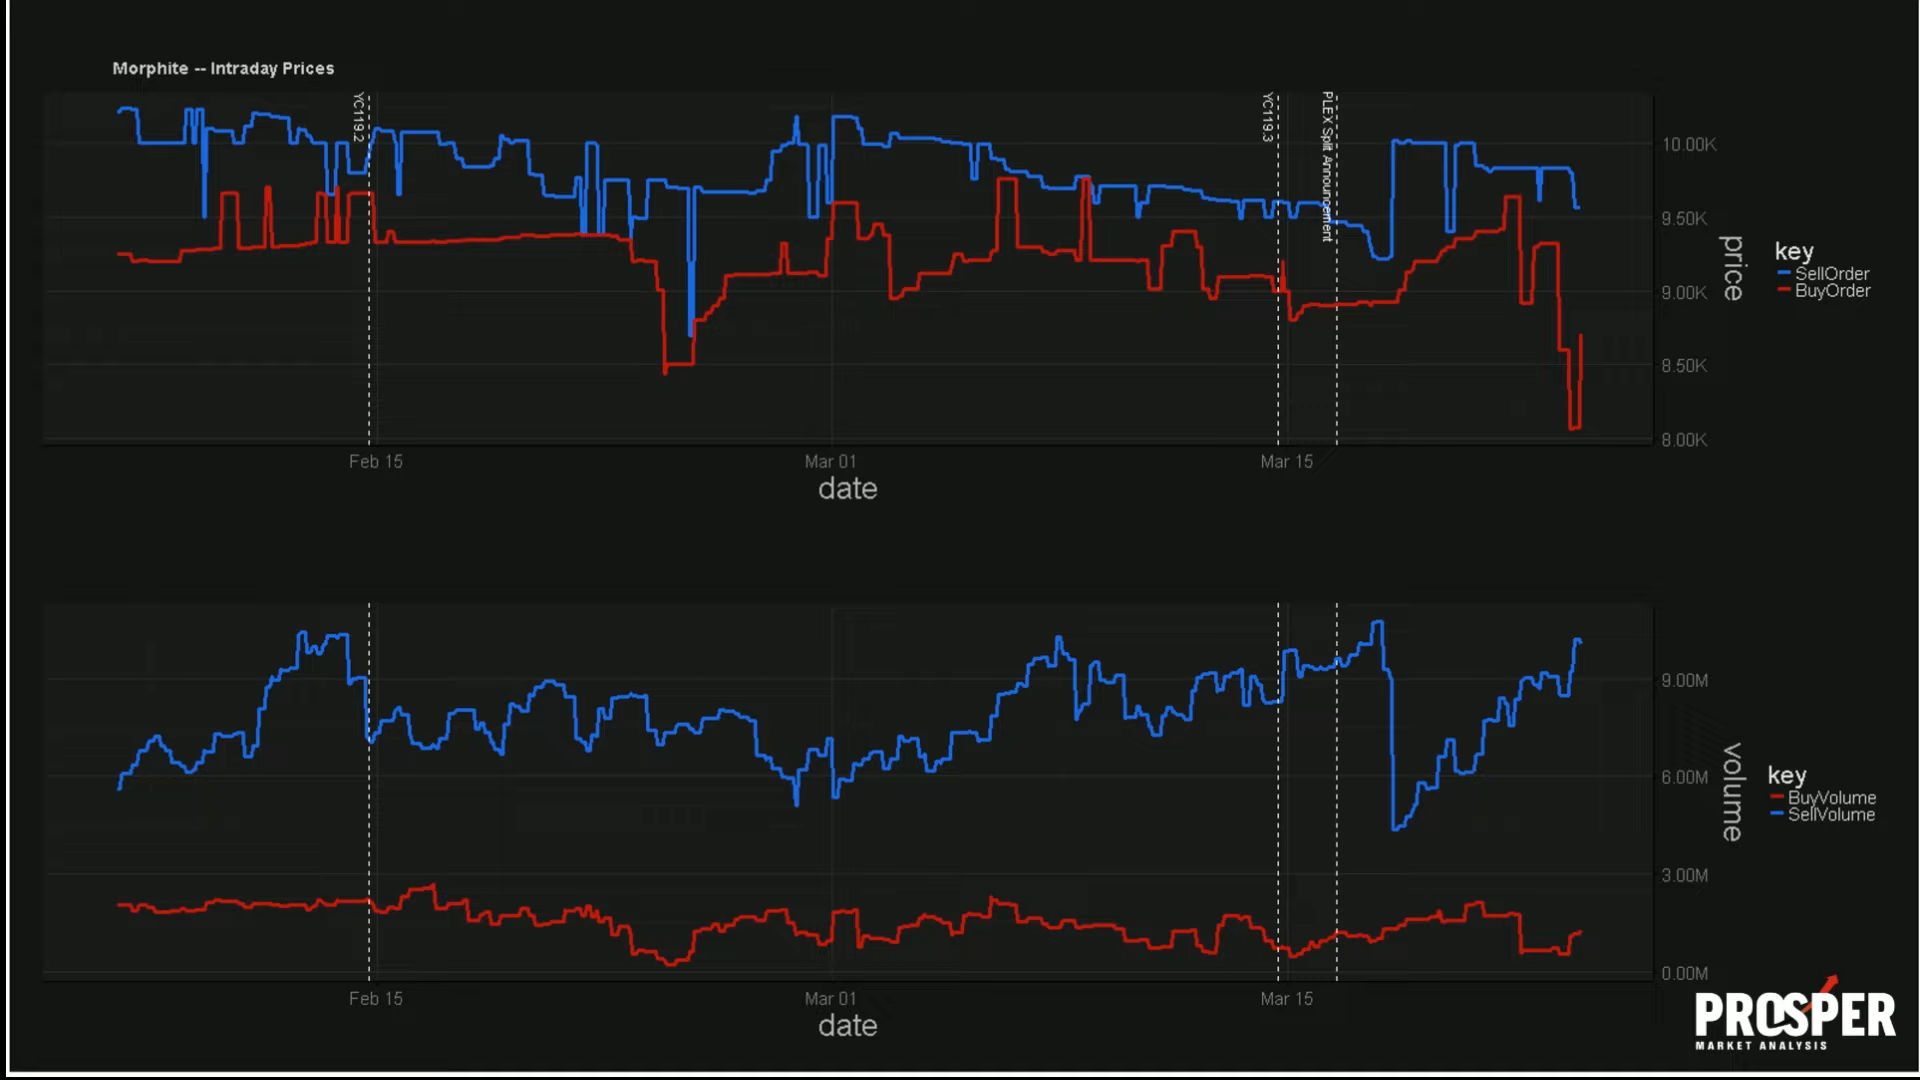 Morphite -- Intraday Prices
YC119.2
YC119.3
PLEX Split Announcement
10.00K
9.50K
9.00K
8.50K
8.00K
price
key
SellOrder
BuyOrder
Feb 15
Mar 01
Mar 15
date
9.00M
6.00M
3.00M
0.00M
volume
key
BuyVolume
SellVolume
Feb 15
Mar 01
Mar 15
date
PROSPER
MARKET ANALYSIS